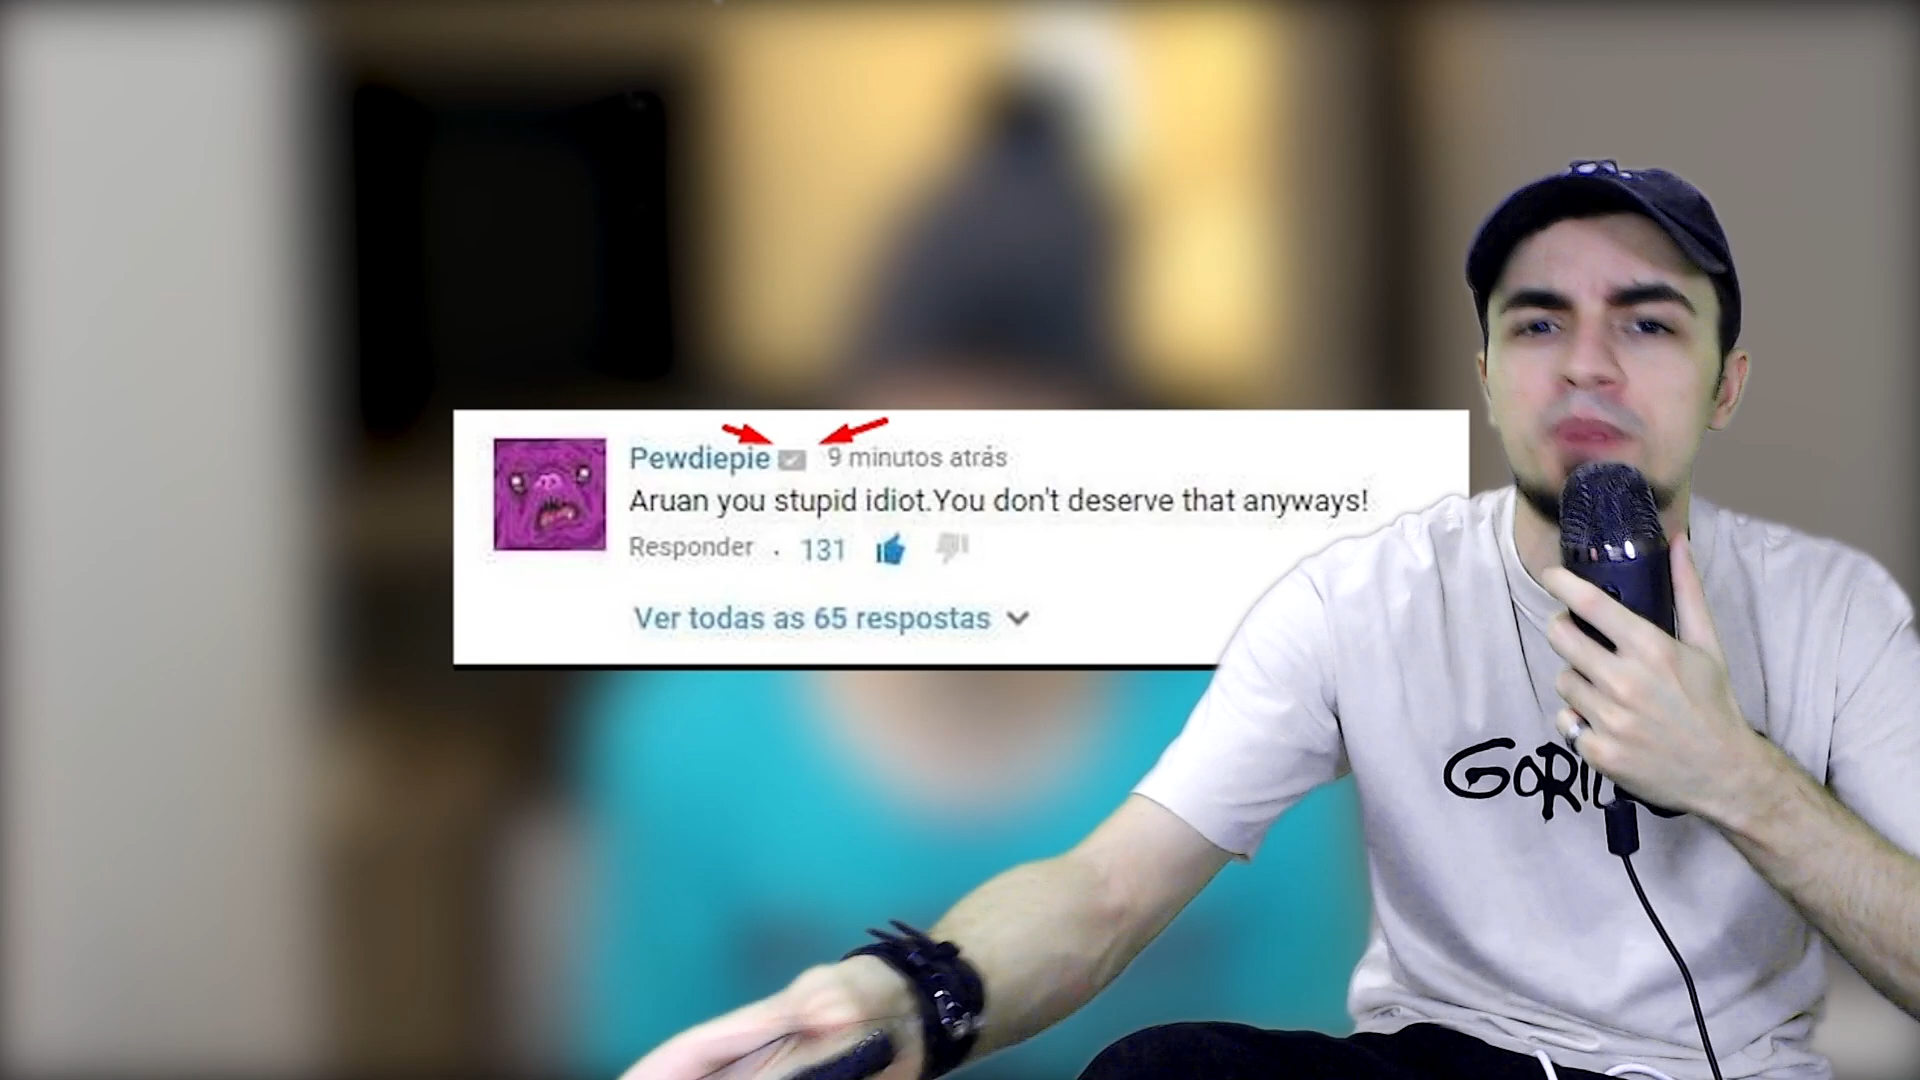 Pewdiepie 9 minutos atrás
Aruan you stupid idiot.You don't deserve that anyways!
Responder . 131
Ver todas as 65 respostas